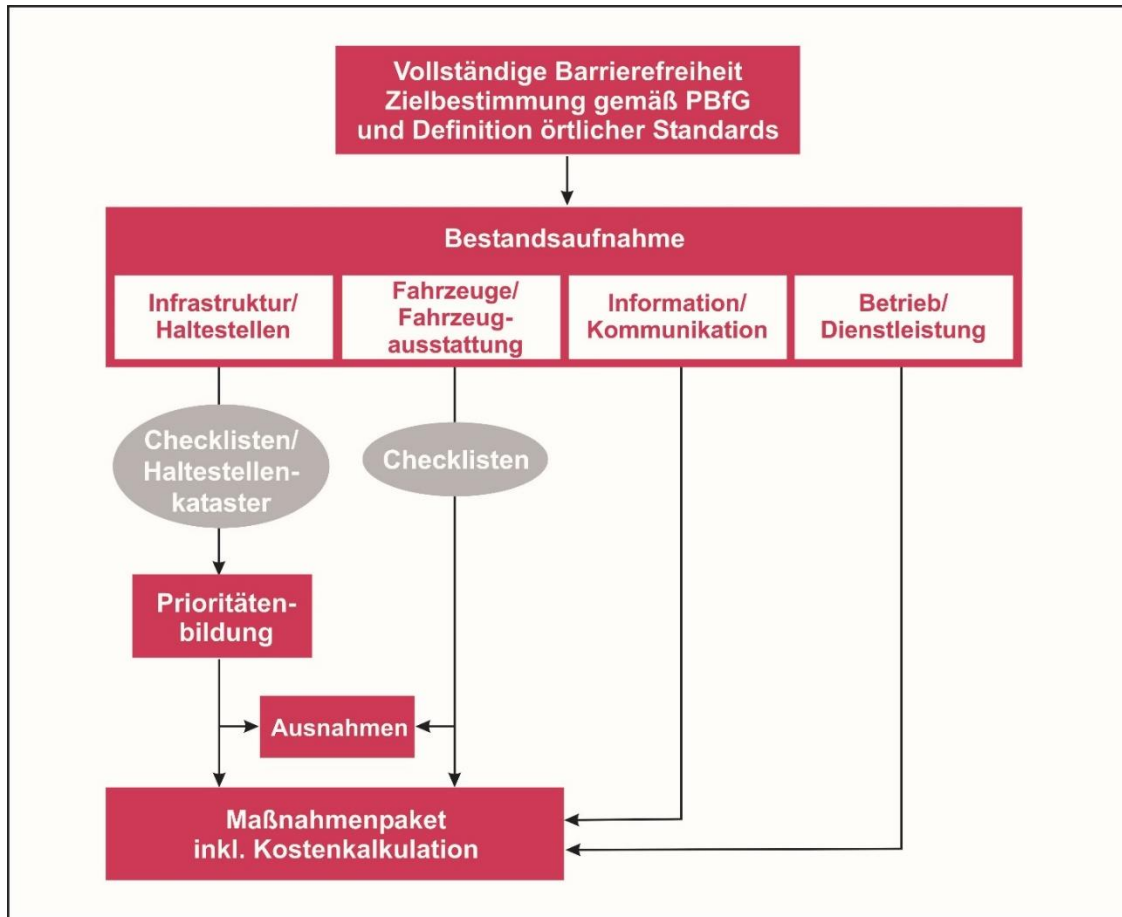 Vollständige Barrierefreiheit
Zielbestimmung gemäß PBfG
und Definition örtlicher Standards
Bestandsaufnahme
Infrastruktur/
Haltestellen
Fahrzeuge/
Fahrzeug-
ausstattung
Information/
Kommunikation
Betrieb/
Dienstleistung
Checklisten/
Haltestellen-
kataster
Checklisten
Prioritäten-
bildung
Ausnahmen
Maßnahmenpaket
inkl. Kostenkalkulation